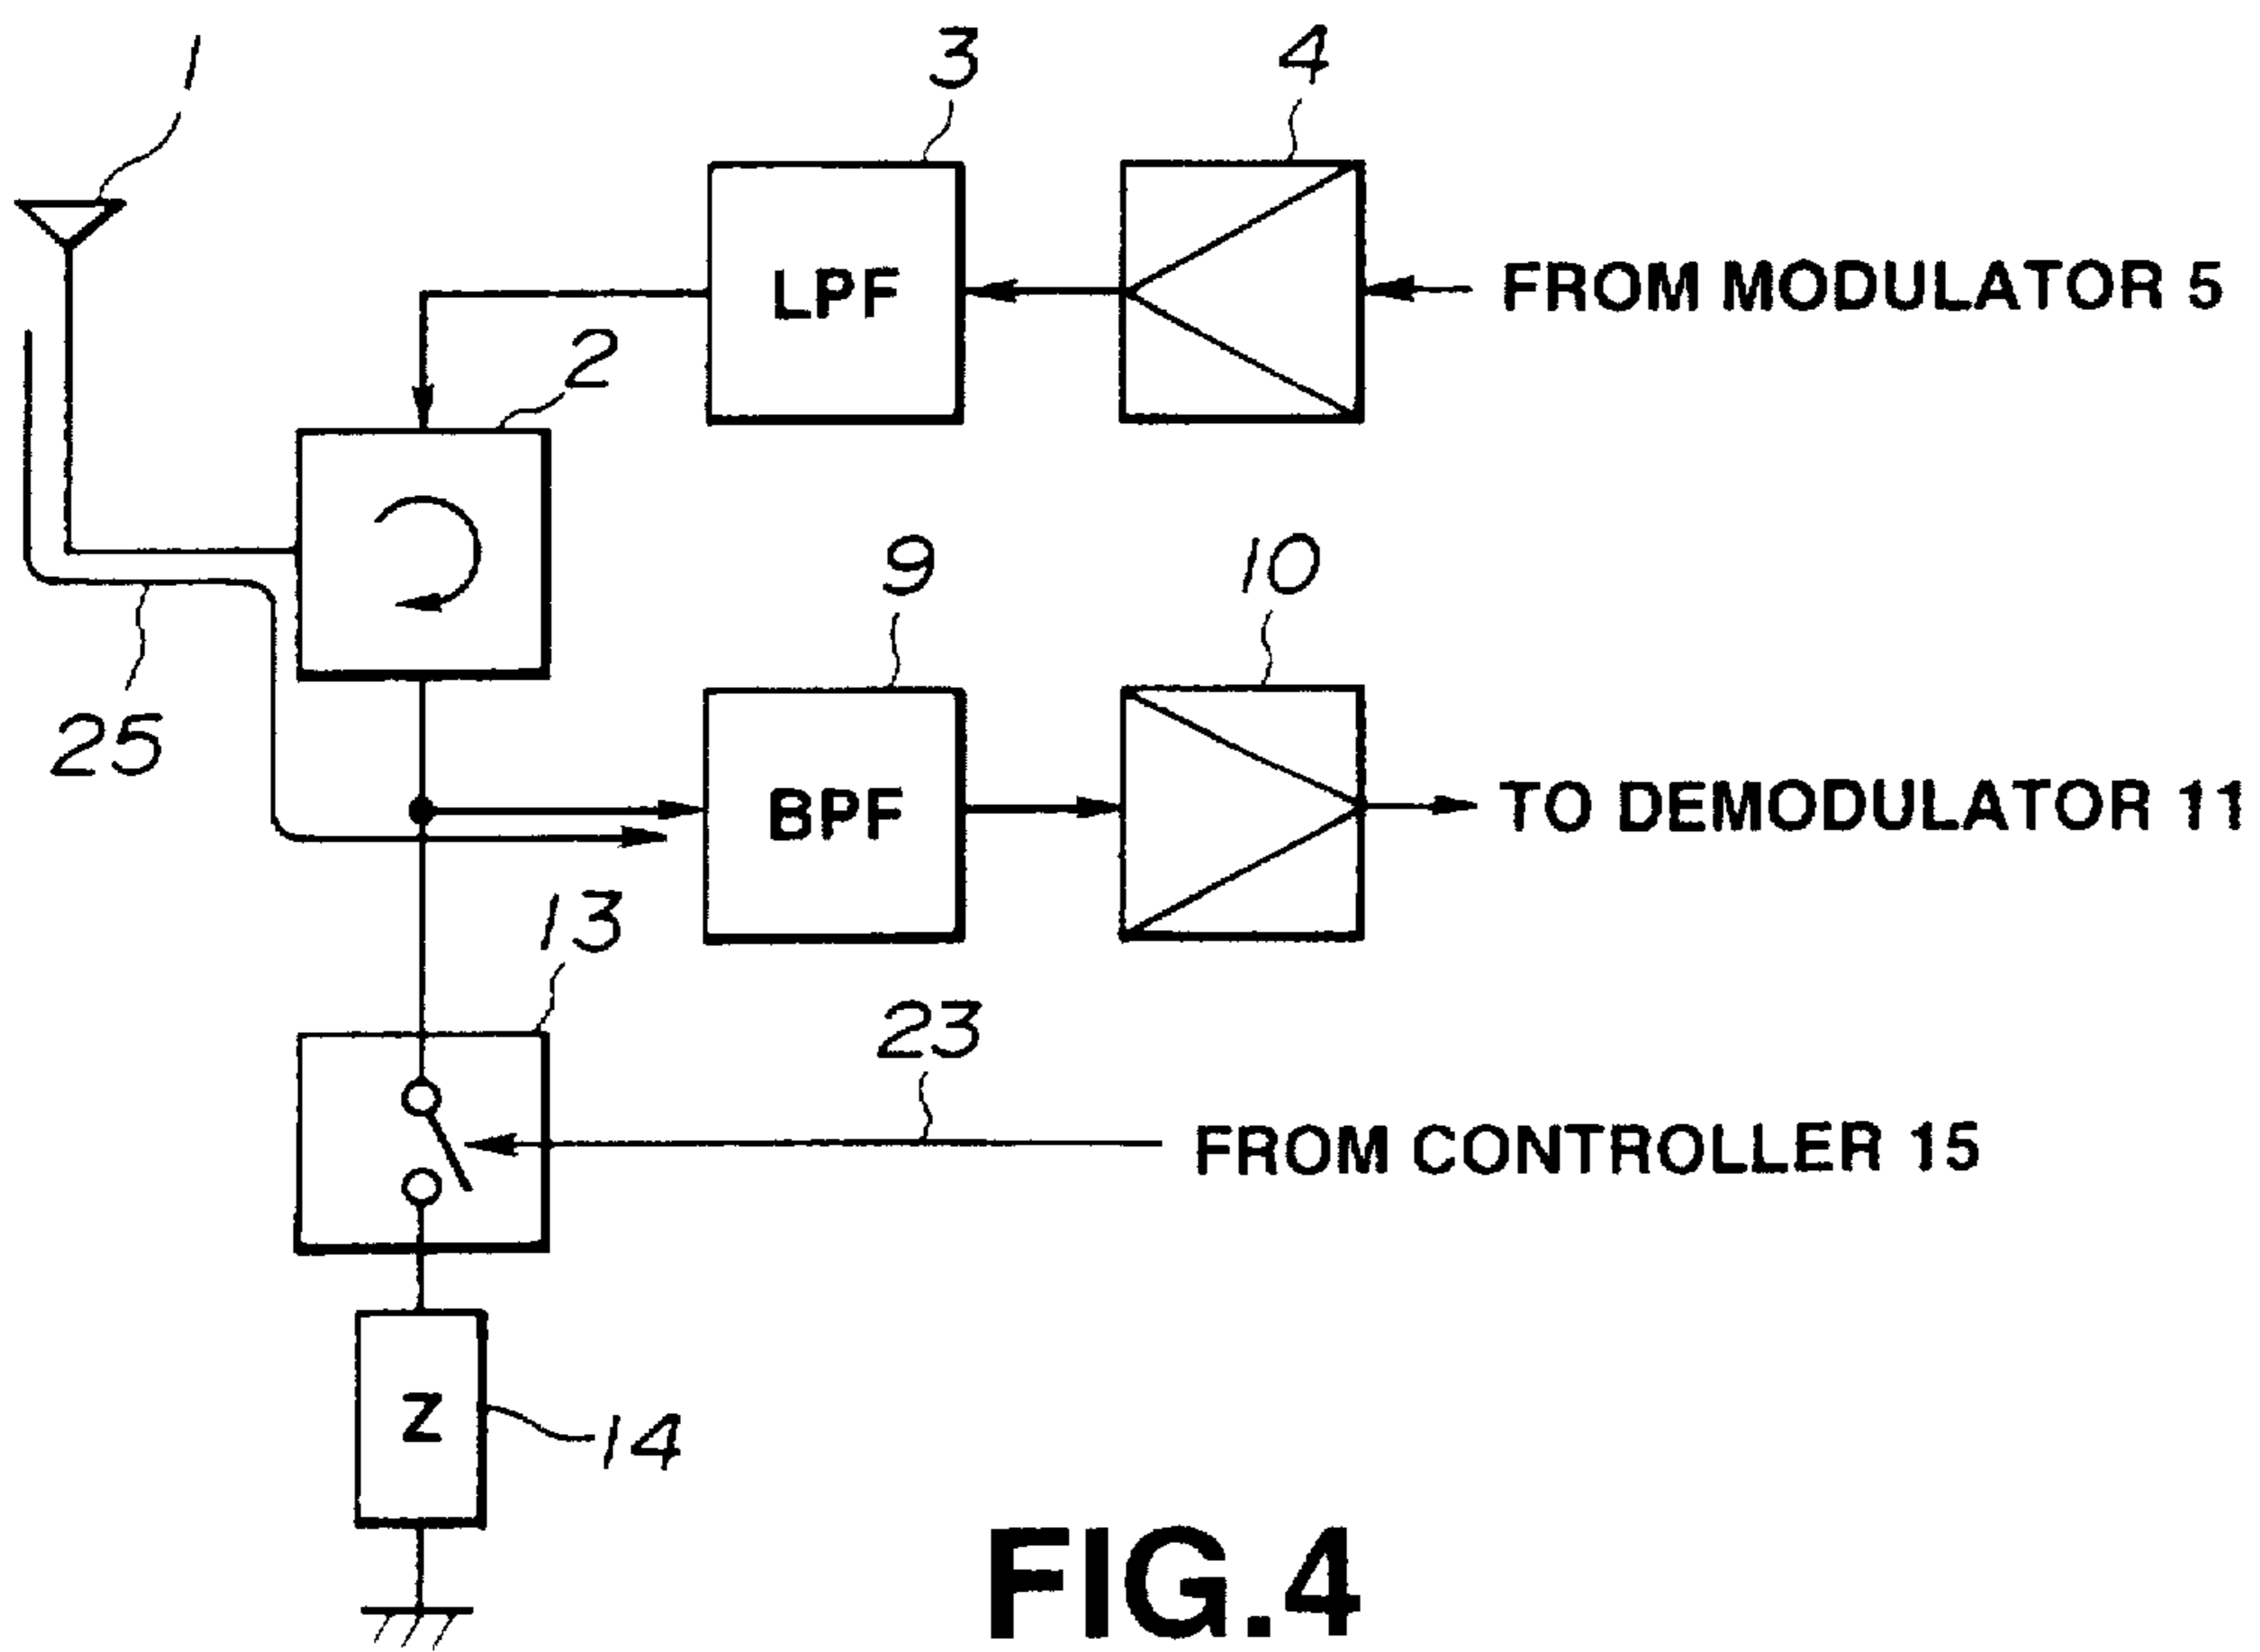 1
3
4
LPF
FROM MODULATOR 5
2
9
10
25
BPF
TO DEMODULATOR 11
13
23
FROM CONTROLLER 15
Z
14
FIG.4